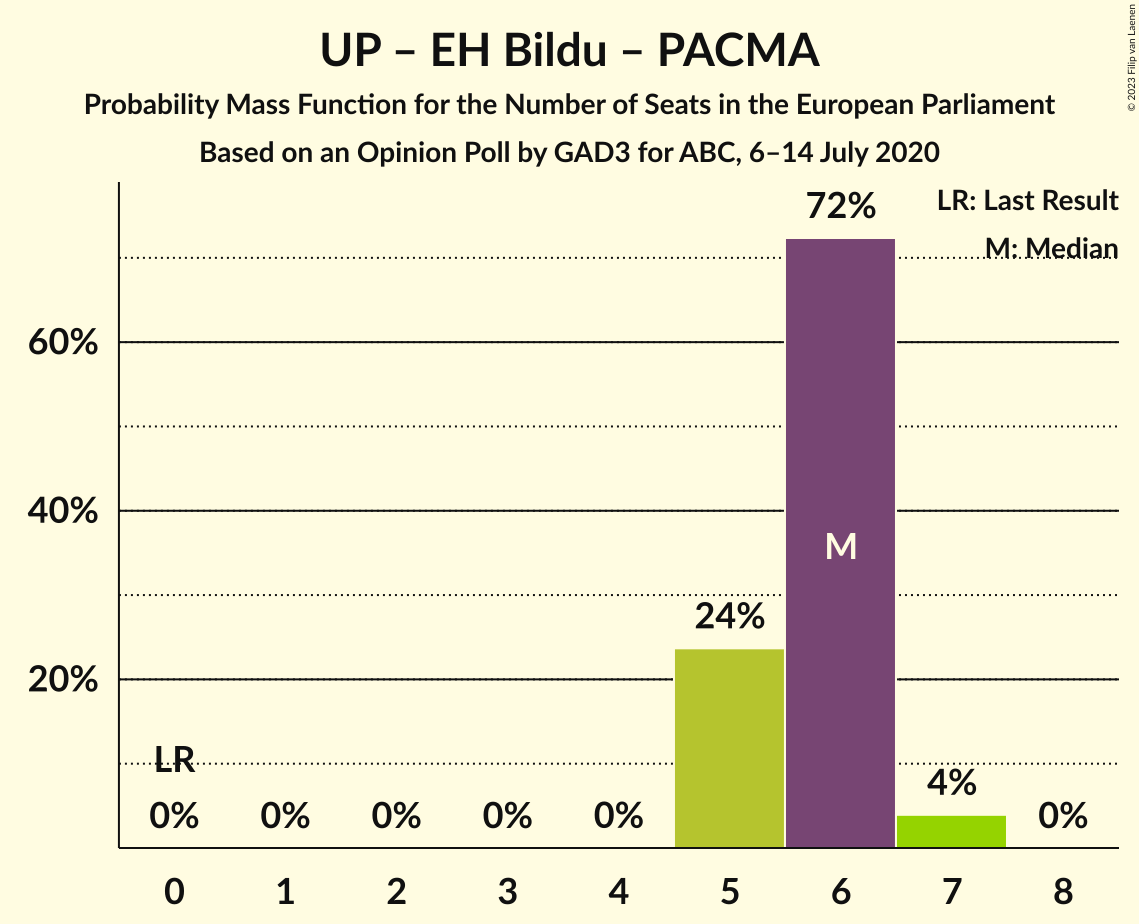 UP – EH Bildu – PACMA
Probability Mass Function for the Number of Seats in the European Parliament
Based on an Opinion Poll by GAD3 for ABC, 6–14 July 2020
© 2023 Filip van Laenen
LR: Last Result
M: Median
72%
60%
40%
M
24%
20%
LR
4%
0% 0% 0% 0% 0% 0%
0 1 2 3 4 5 6 7 8